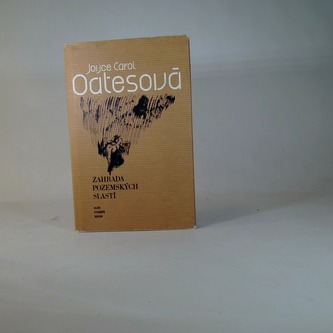 Joyce Carol
Oatesová
ZAHRADA
POZEMSKÝCH
SLASTÍ